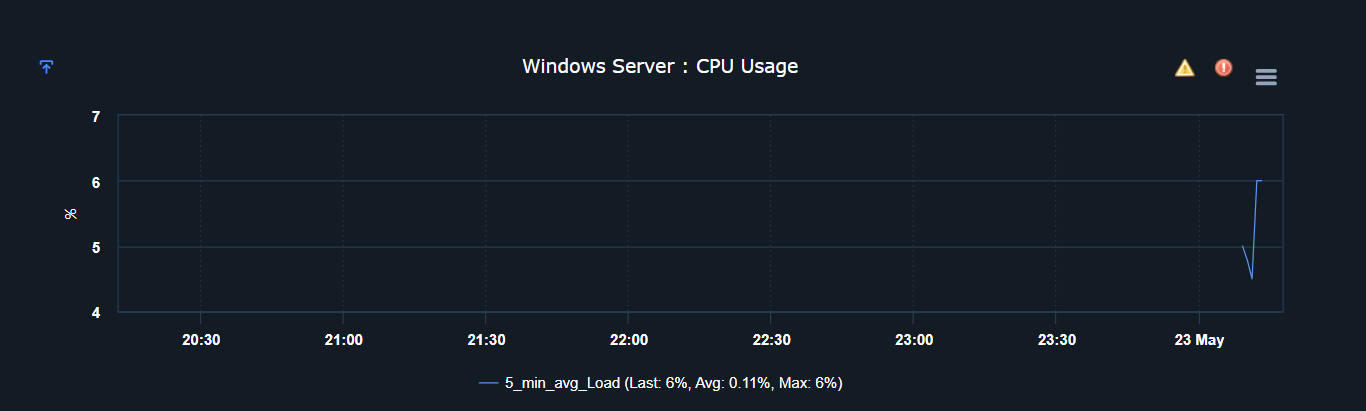 Windows Server : CPU Usage
7
6
%
5
4
20:30 21:00 21:30 22:00 22:30 23:00 23:30 23 May
5_min_avg_Load (Last: 6%, Avg: 0.11%, Max: 6%)